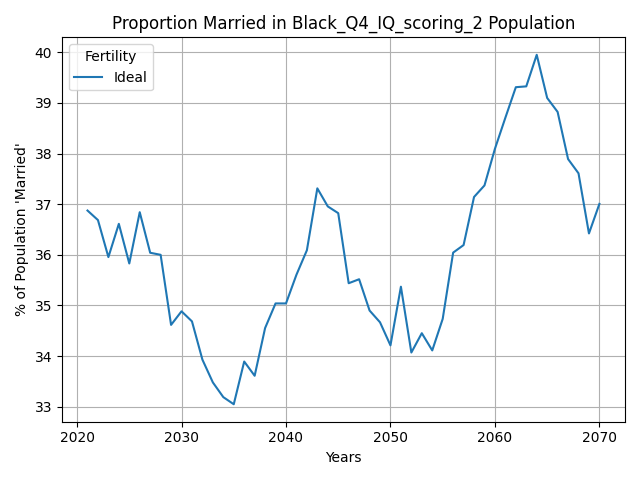 Proportion Married in Black_Q4_IQ_scoring_2 Population
Fertility
Ideal
% of Population 'Married'
40
39
38
37
36
35
34
33
2020
2030
2040
2050
2060
2070
Years